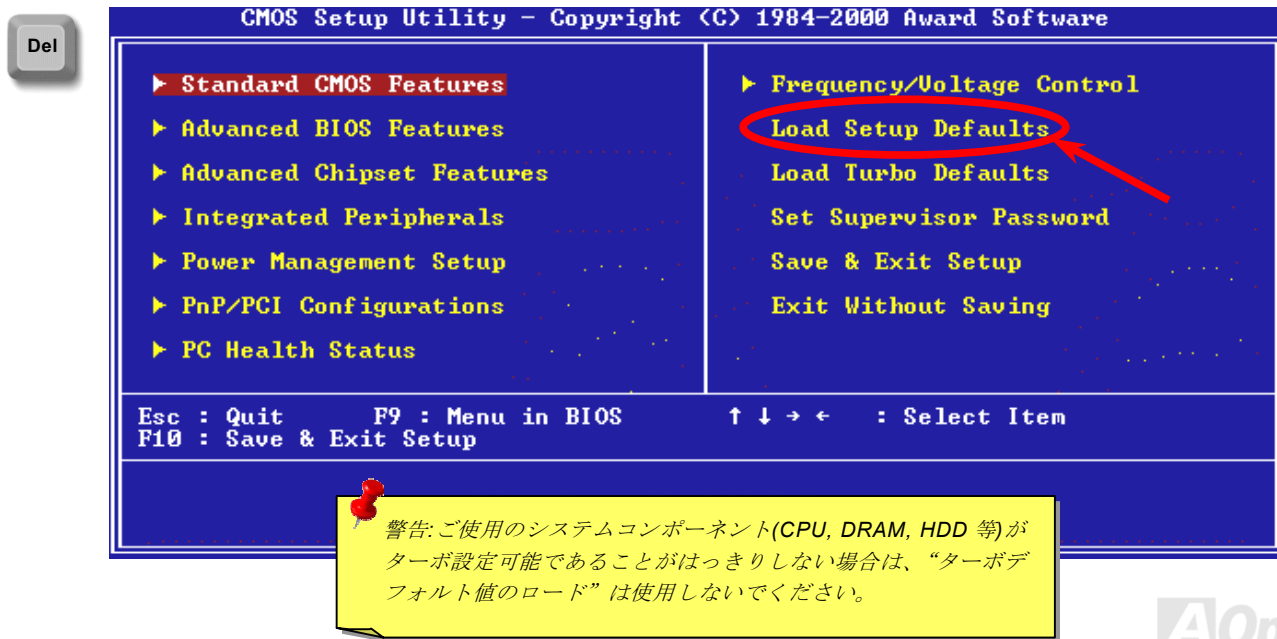 CMOS Setup Utility – Copyright (C) 1984–2000 Award Software
Del
▶ Standard CMOS Features
▶ Advanced BIOS Features
▶ Advanced Chipset Features
▶ Integrated Peripherals
▶ Power Management Setup
▶ PnP/PCI Configurations
▶ PC Health Status
▶ Frequency/Voltage Control
Load Setup Defaults
Load Turbo Defaults
Set Supervisor Password
Save & Exit Setup
Exit Without Saving
Esc : Quit F9 : Menu in BIOS ↑ ↓ → ← : Select Item
F10 : Save & Exit Setup
警告:ご使用のシステムコンポーネント(CPU, DRAM, HDD 等)が
ターボ設定可能であることがはっきりしない場合は、“ターボデ
フォルト値のロード”は使用しないでください。